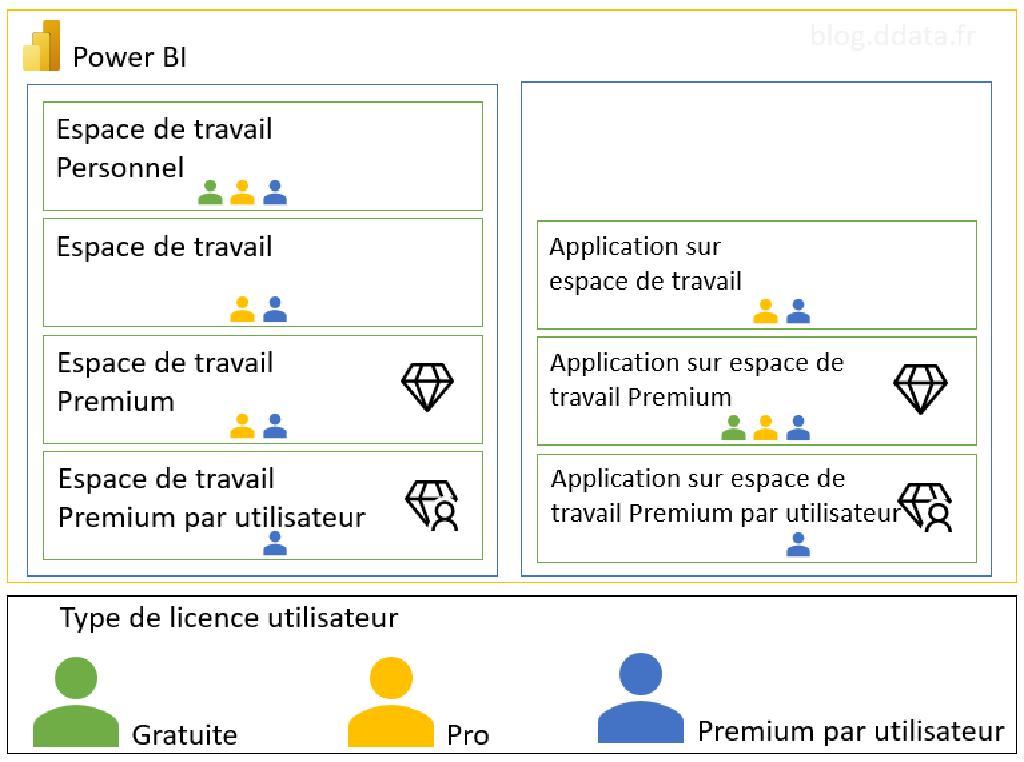 blog.ddata.fr
Power BI
Espace de travail
Personnel
Espace de travail
Espace de travail
Premium
Espace de travail
Premium par utilisateur
Application sur
espace de travail
Application sur espace de
travail Premium
Application sur espace de
travail Premium par utilisateur
Type de licence utilisateur
Gratuite
Pro
Premium par utilisateur